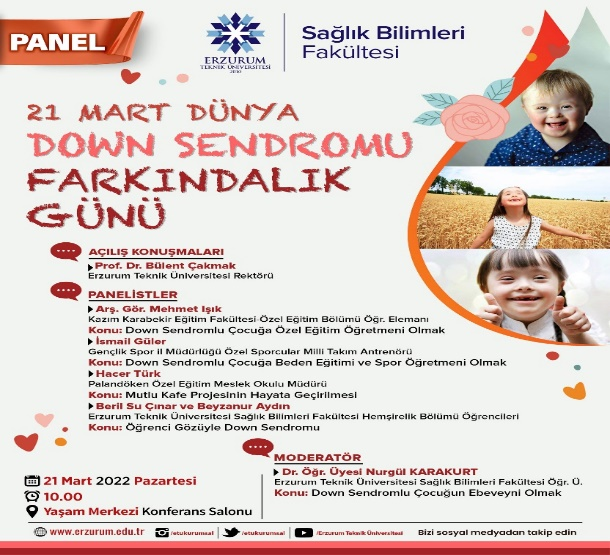 PANEL
ERZURUM
TEKNİK ÜNİVERSİTESİ
2010
Sağlık Bilimleri
Fakültesi
21 MART DÜNYA
DOWN SENDROMU
FARKINDALIK
GÜNÜ
AÇILIŞ KONUŞMALARI
Prof. Dr. Bülent Çakmak
Erzurum Teknik Üniversitesi Rektörü
PANELİSTLER
Arş. Gör. Mehmet Işık
Kazım Karabekir Eğitim Fakültesi Özel Eğitim Bölümü Öğr. Elemanı
Konu: Down Sendromlu Çocuğa Özel Eğitim Öğretmeni Olmak
İsmail Güler
Gençlik Spor il Müdürlüğü Özel Sporcular Milli Takım Antrenörü
Konu: Down Sendromlu Çocuğa Beden Eğitimi ve Spor Öğretmeni Olmak
Hacer Türk
Palandöken Özel Eğitim Meslek Okulu Müdürü
Konu: Mutlu Kafe Projesinin Hayata Geçirilmesi
Beril Su Çınar ve Beyzanur Aydın
Erzurum Teknik Üniversitesi Sağlık Bilimleri Fakültesi Hemşirelik Bölümü Öğrencileri
Konu: Öğrenci Gözüyle Down Sendromu
MODERATÖR
Dr. Öğr. Üyesi Nurgül KARAKURT
Erzurum Teknik Üniversitesi Sağlık Bilimleri Fakültesi Öğr. Ü.
Konu: Down Sendromlu Çocuğun Ebeveyni Olmak
21 Mart 2022 Pazartesi
10.00
Yaşam Merkezi Konferans Salonu
www.erzurum.edu.tr /etukurumsal /etukurumsal /Erzurum Teknik Üniversitesi Bizi sosyal medyadan takip edin